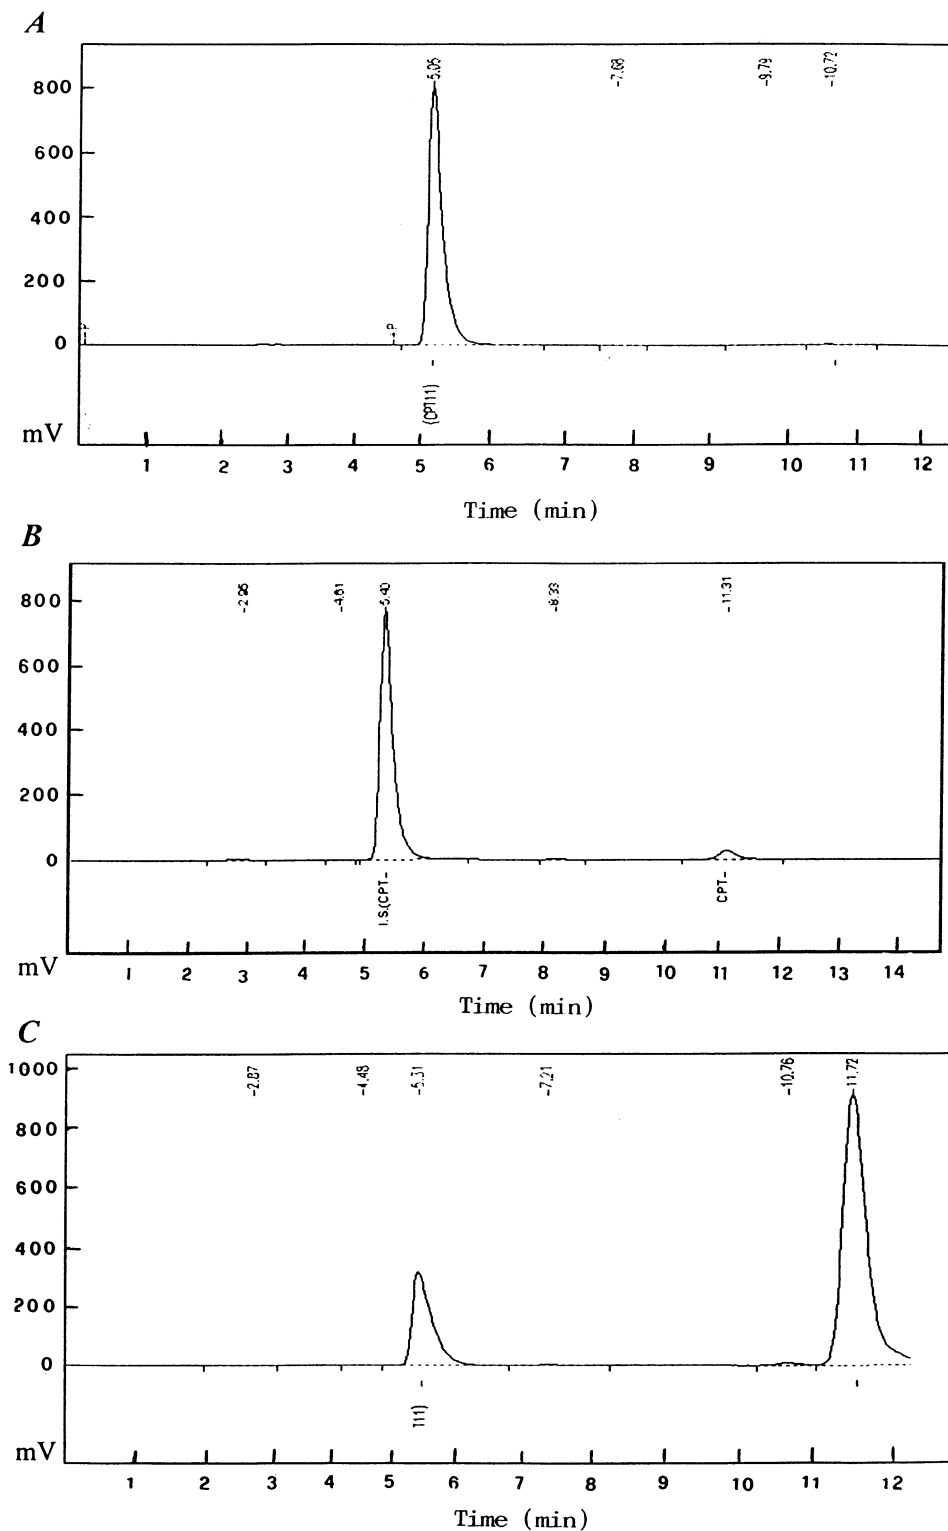 A
5.05 -7.68 -9.79 -10.72
800
600
400
200
0
+P
(CPT11)
mV
1 2 3 4 5 6 7 8 9 10 11 12
Time (min)
B
-2.95 -4.61 5.40 -8.33 -11.31
800
600
400
200
0
I.S.(CPT- CPT-
mV
1 2 3 4 5 6 7 8 9 10 11 12 13 14
Time (min)
C
-2.87 -4.48 -5.31 -7.21 -10.76 11.72
1000
800
600
400
200
0
T11)
mV
1 2 3 4 5 6 7 8 9 10 11 12
Time (min)